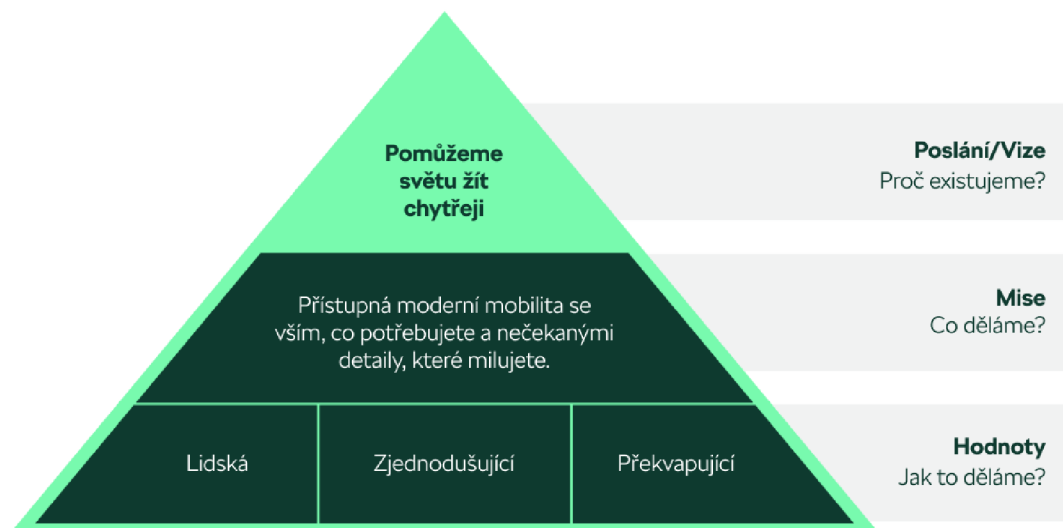 Pomůžeme
světu žít
chytřeji
Poslání/Vize
Proč existujeme?
Přístupná moderní mobilita se
vším, co potřebujete a nečekanými
detaily, které milujete.
Mise
Co děláme?
Lidská
Zjednodušující
Překvapující
Hodnoty
Jak to děláme?